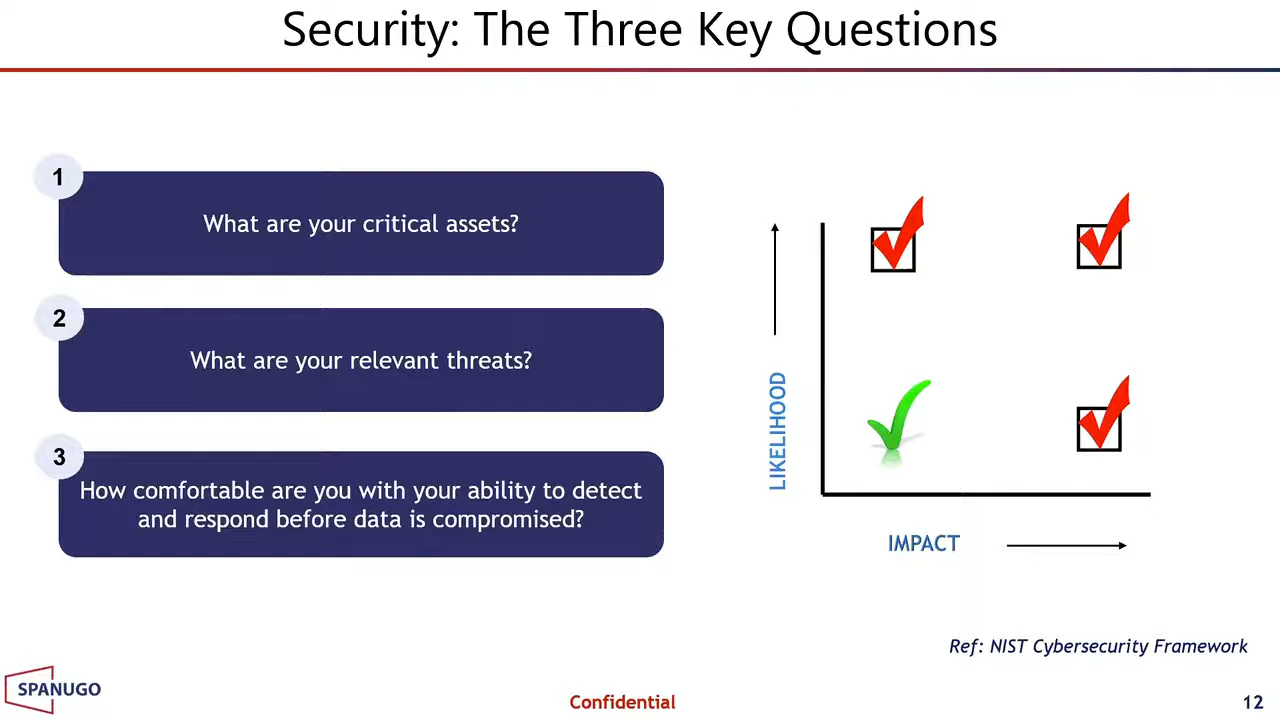 Security: The Three Key Questions
1
What are your critical assets?
2
What are your relevant threats?
3
How comfortable are you with your ability to detect
and respond before data is compromised?
LIKELIHOOD
IMPACT
Ref: NIST Cybersecurity Framework
SPANUGO
Confidential
12